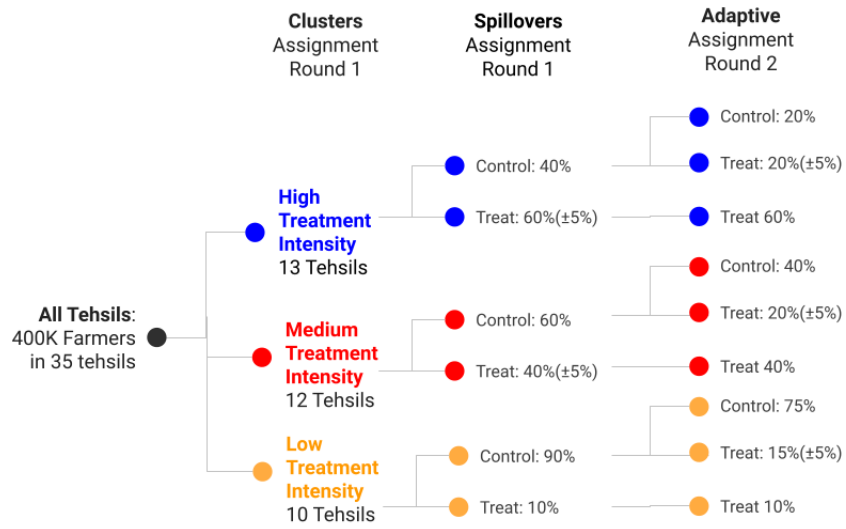 Clusters
Assignment
Round 1
Spillovers
Assignment
Round 1
Adaptive
Assignment
Round 2
All Tehsils:
400K Farmers
in 35 tehsils
High
Treatment
Intensity
13 Tehsils
Control: 40%
Treat: 60%(±5%)
Control: 20%
Treat: 20%(±5%)
Treat 60%
Medium
Treatment
Intensity
12 Tehsils
Control: 60%
Treat: 40%(±5%)
Control: 40%
Treat: 20%(±5%)
Treat 40%
Low
Treatment
Intensity
10 Tehsils
Control: 90%
Treat: 10%
Control: 75%
Treat: 15%(±5%)
Treat 10%